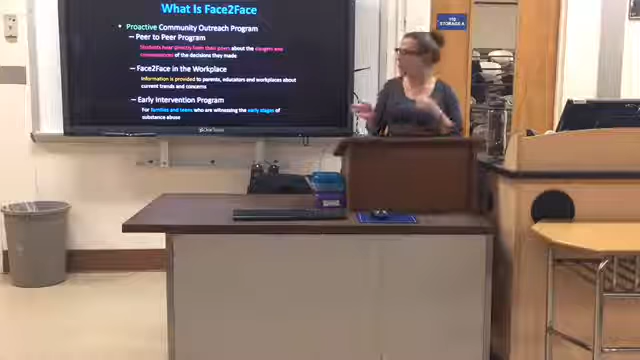 What Is Face2Face
• Proactive Community Outreach Program
– Peer to Peer Program
Students hear directly from their peers about the dangers and
consequences of the decisions they made
– Face2Face in the Workplace
Information is provided to parents, educators and workplaces about
current trends and concerns
– Early Intervention Program
For families and teens who are witnessing the early stages of
substance abuse
STORAGE A